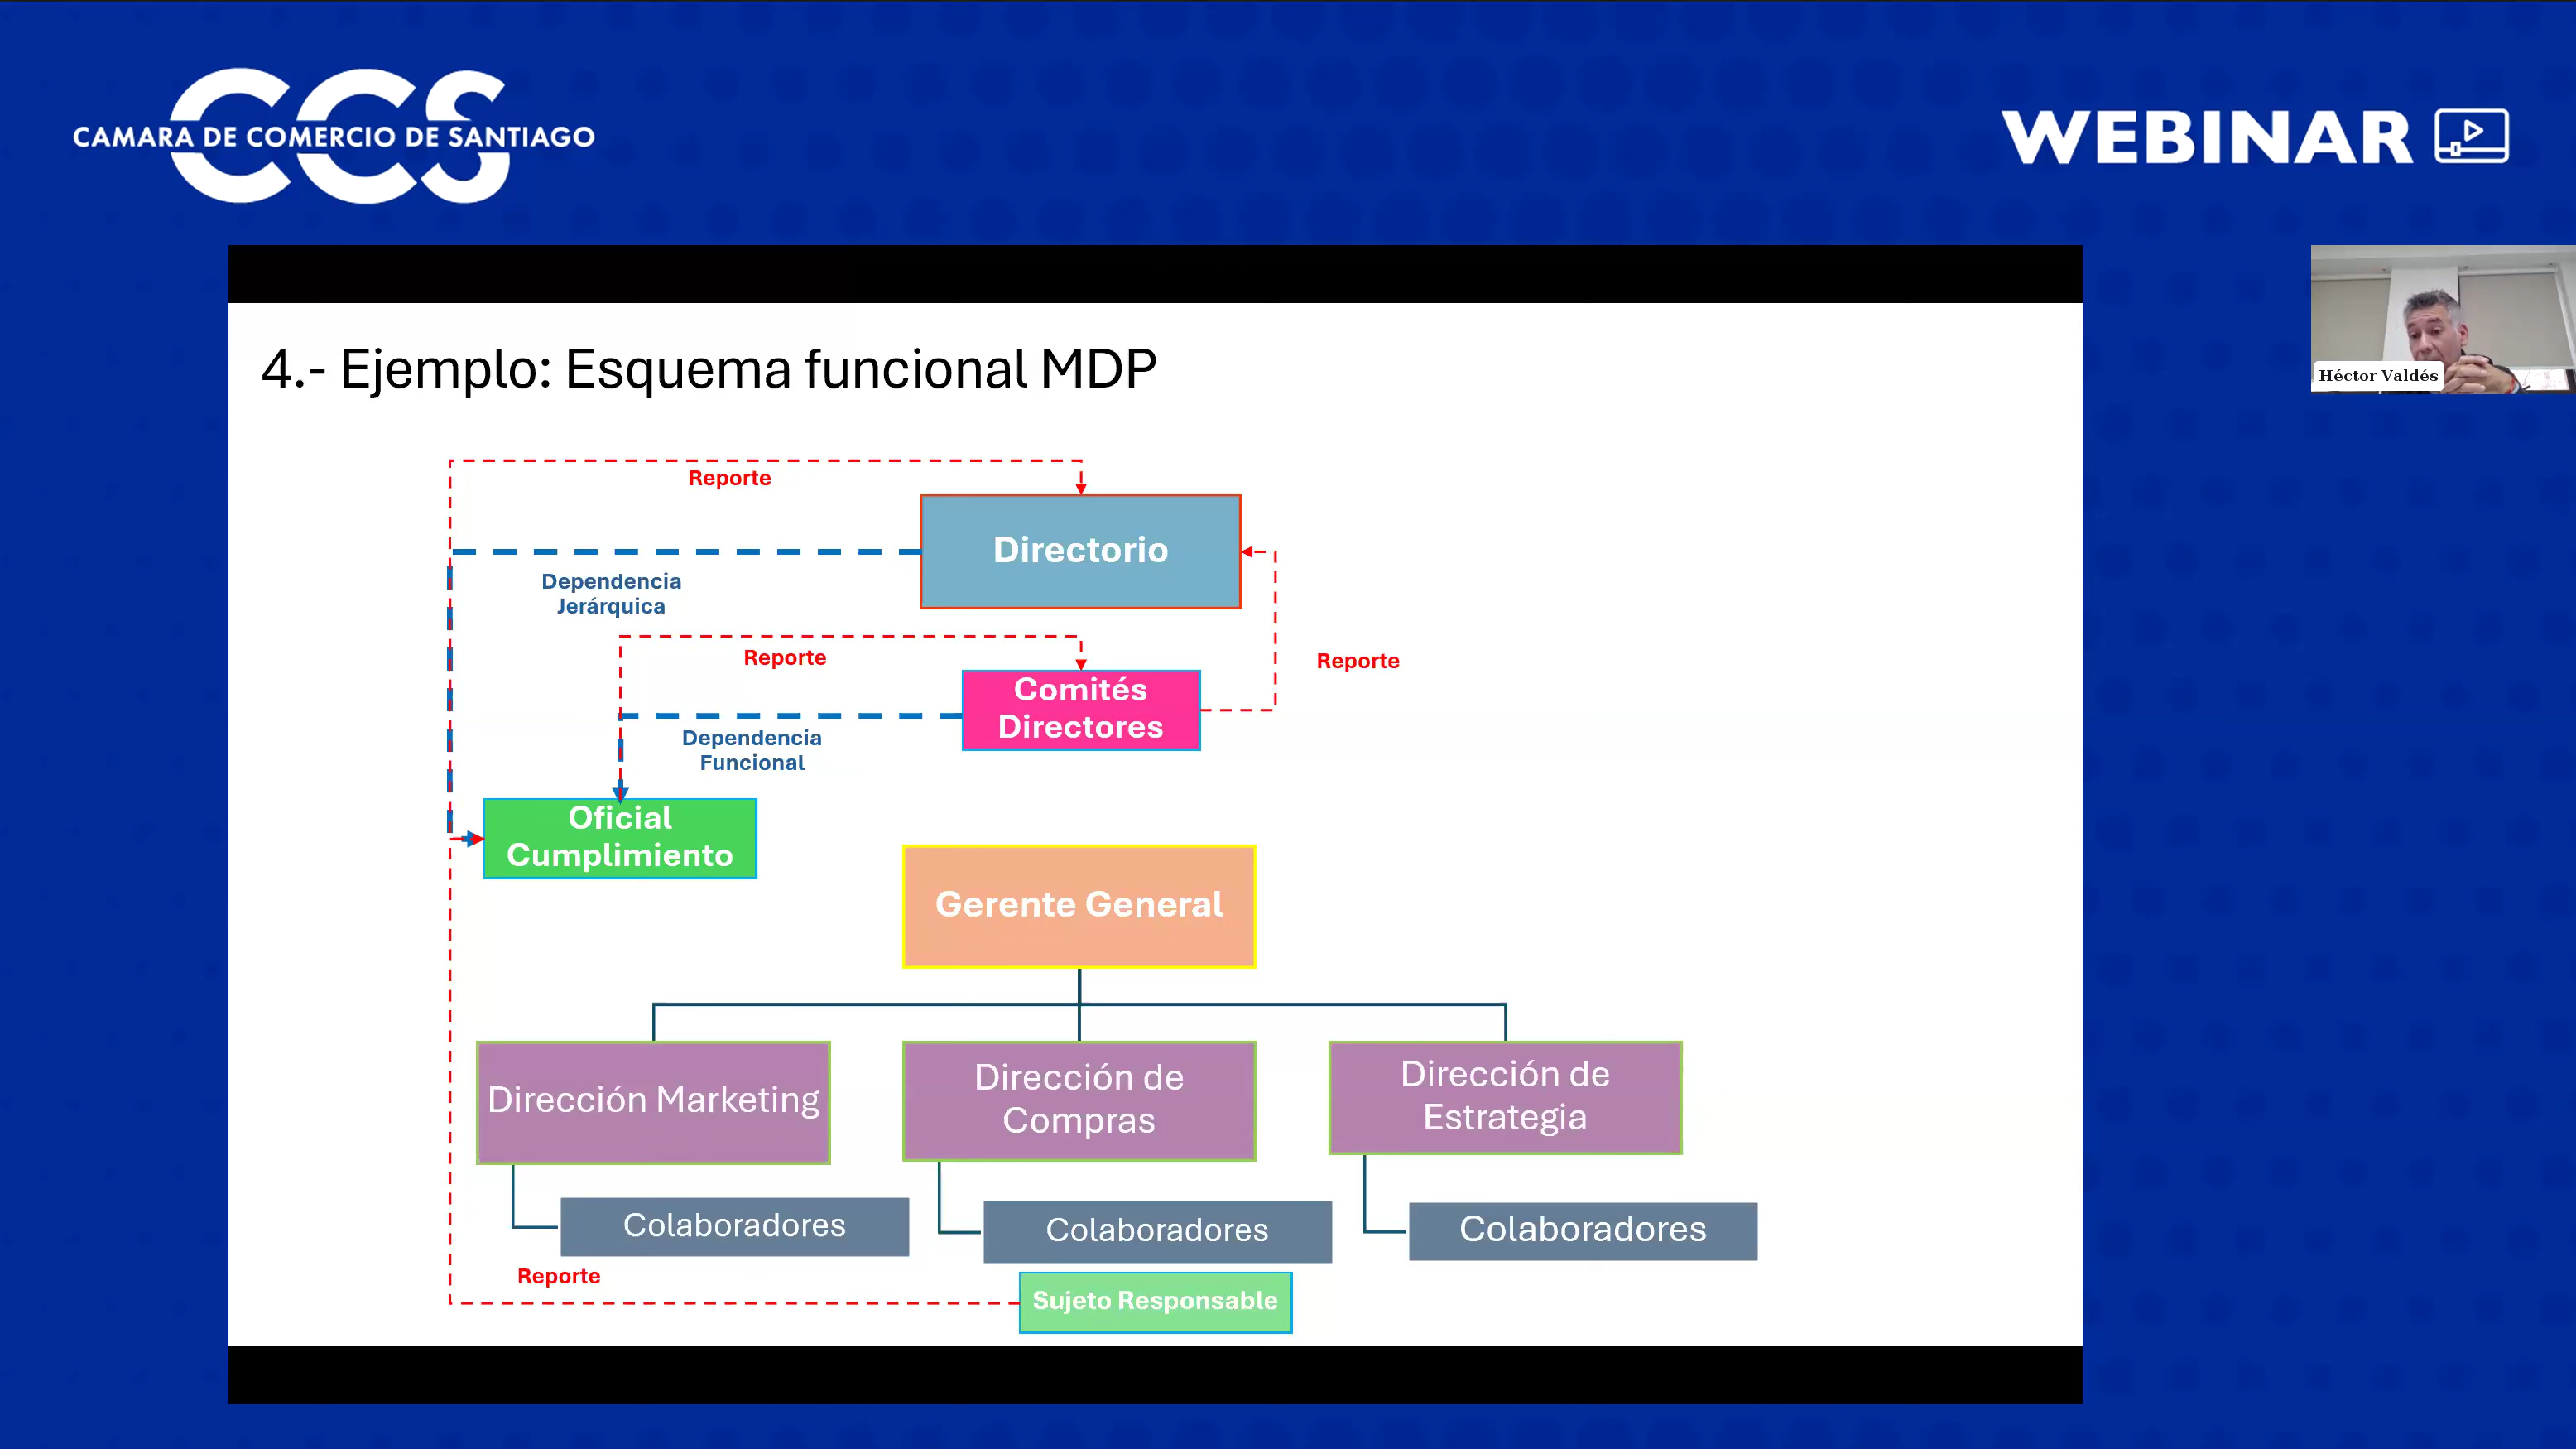 CCS
CAMARA DE COMERCIO DE SANTIAGO
WEBINAR
Héctor Valdés
4.- Ejemplo: Esquema funcional MDP
Reporte
Directorio
Dependencia
Jerárquica
Reporte
Reporte
Comités
Directores
Dependencia
Funcional
Oficial
Cumplimiento
Gerente General
Dirección Marketing
Dirección de
Compras
Dirección de
Estrategia
Colaboradores
Colaboradores
Colaboradores
Reporte
Sujeto Responsable